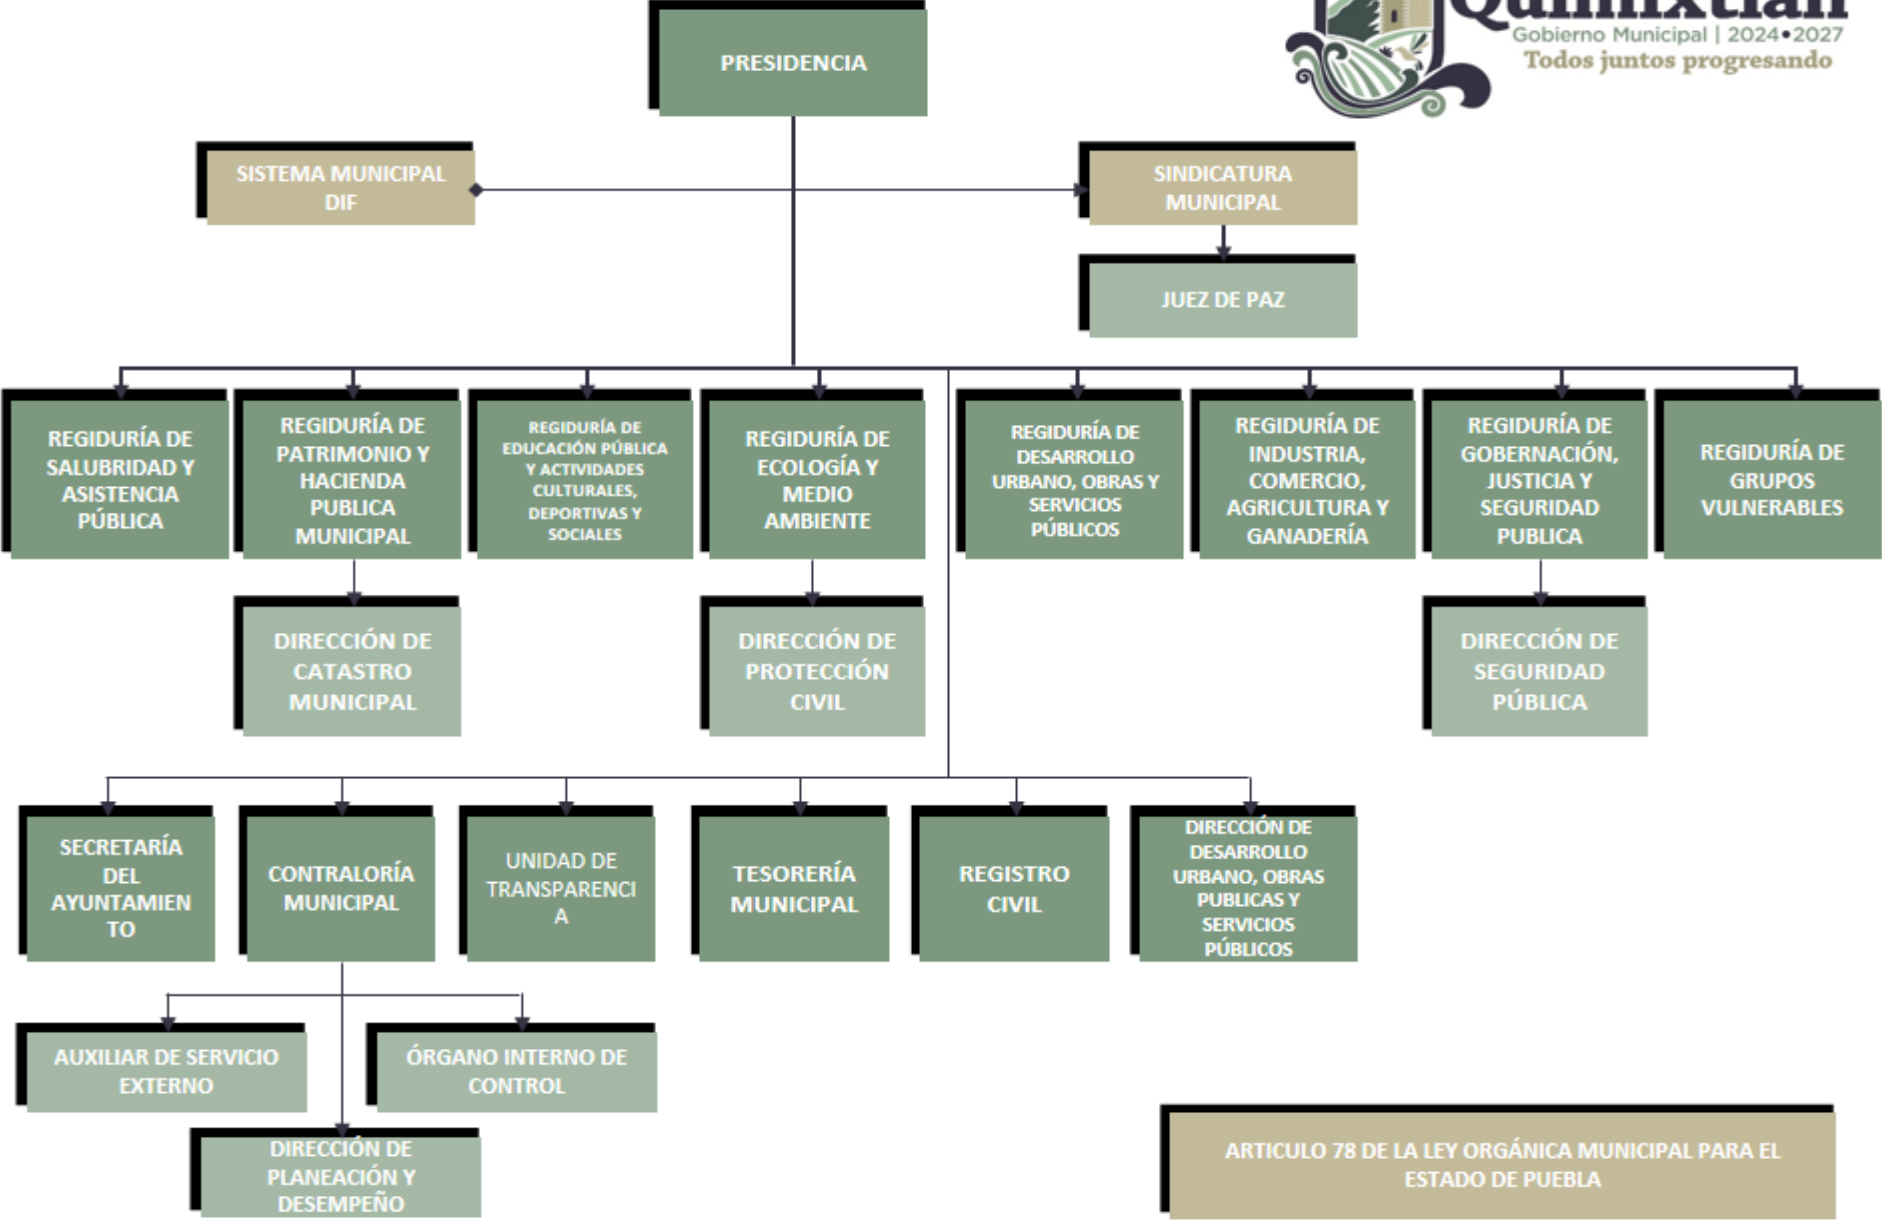 Quimixtlán
Gobierno Municipal | 2024•2027
Todos juntos progresando
PRESIDENCIA
SISTEMA MUNICIPAL
DIF
SINDICATURA
MUNICIPAL
JUEZ DE PAZ
REGIDURÍA DE
SALUBRIDAD Y
ASISTENCIA
PÚBLICA
REGIDURÍA DE
PATRIMONIO Y
HACIENDA
PUBLICA
MUNICIPAL
REGIDURÍA DE
EDUCACIÓN PÚBLICA
Y ACTIVIDADES
CULTURALES,
DEPORTIVAS Y
SOCIALES
REGIDURÍA DE
ECOLOGÍA Y
MEDIO
AMBIENTE
REGIDURÍA DE
DESARROLLO
URBANO, OBRAS Y
SERVICIOS
PÚBLICOS
REGIDURÍA DE
INDUSTRIA,
COMERCIO,
AGRICULTURA Y
GANADERÍA
REGIDURÍA DE
GOBERNACIÓN,
JUSTICIA Y
SEGURIDAD
PUBLICA
REGIDURÍA DE
GRUPOS
VULNERABLES
DIRECCIÓN DE
CATASTRO
MUNICIPAL
DIRECCIÓN DE
PROTECCIÓN
CIVIL
DIRECCIÓN DE
SEGURIDAD
PÚBLICA
SECRETARÍA
DEL
AYUNTAMIEN
TO
CONTRALORÍA
MUNICIPAL
UNIDAD DE
TRANSPARENCI
A
TESORERÍA
MUNICIPAL
REGISTRO
CIVIL
DIRECCIÓN DE
DESARROLLO
URBANO, OBRAS
PUBLICAS Y
SERVICIOS
PÚBLICOS
AUXILIAR DE SERVICIO
EXTERNO
ÓRGANO INTERNO DE
CONTROL
DIRECCIÓN DE
PLANEACIÓN Y
DESEMPEÑO
ARTICULO 78 DE LA LEY ORGÁNICA MUNICIPAL PARA EL
ESTADO DE PUEBLA